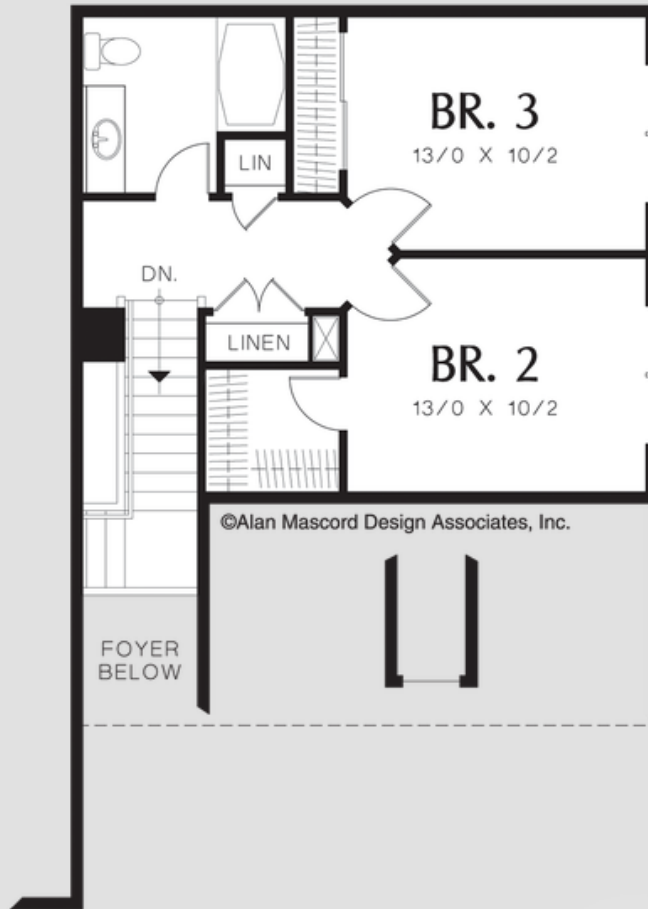 BR. 3
13/0 X 10/2
LIN
DN.
LINEN
BR. 2
13/0 X 10/2
©Alan Mascord Design Associates, Inc.
FOYER
BELOW